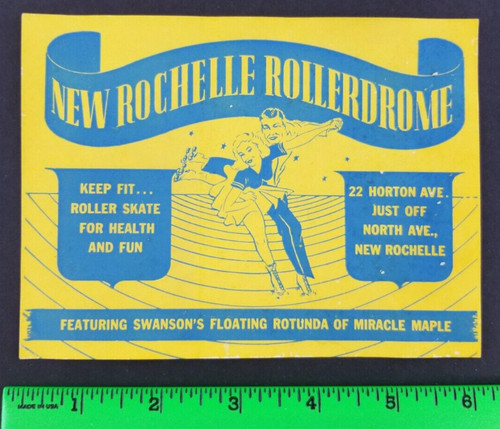 NEW ROCHELLE ROLLERDROME
KEEP FIT...
ROLLER SKATE
FOR HEALTH
AND FUN
22 HORTON AVE.
JUST OFF
NORTH AVE.,
NEW ROCHELLE
FEATURING SWANSON'S FLOATING ROTUNDA OF MIRACLE MAPLE
MADE IN USA 1 2 3 4 5 6